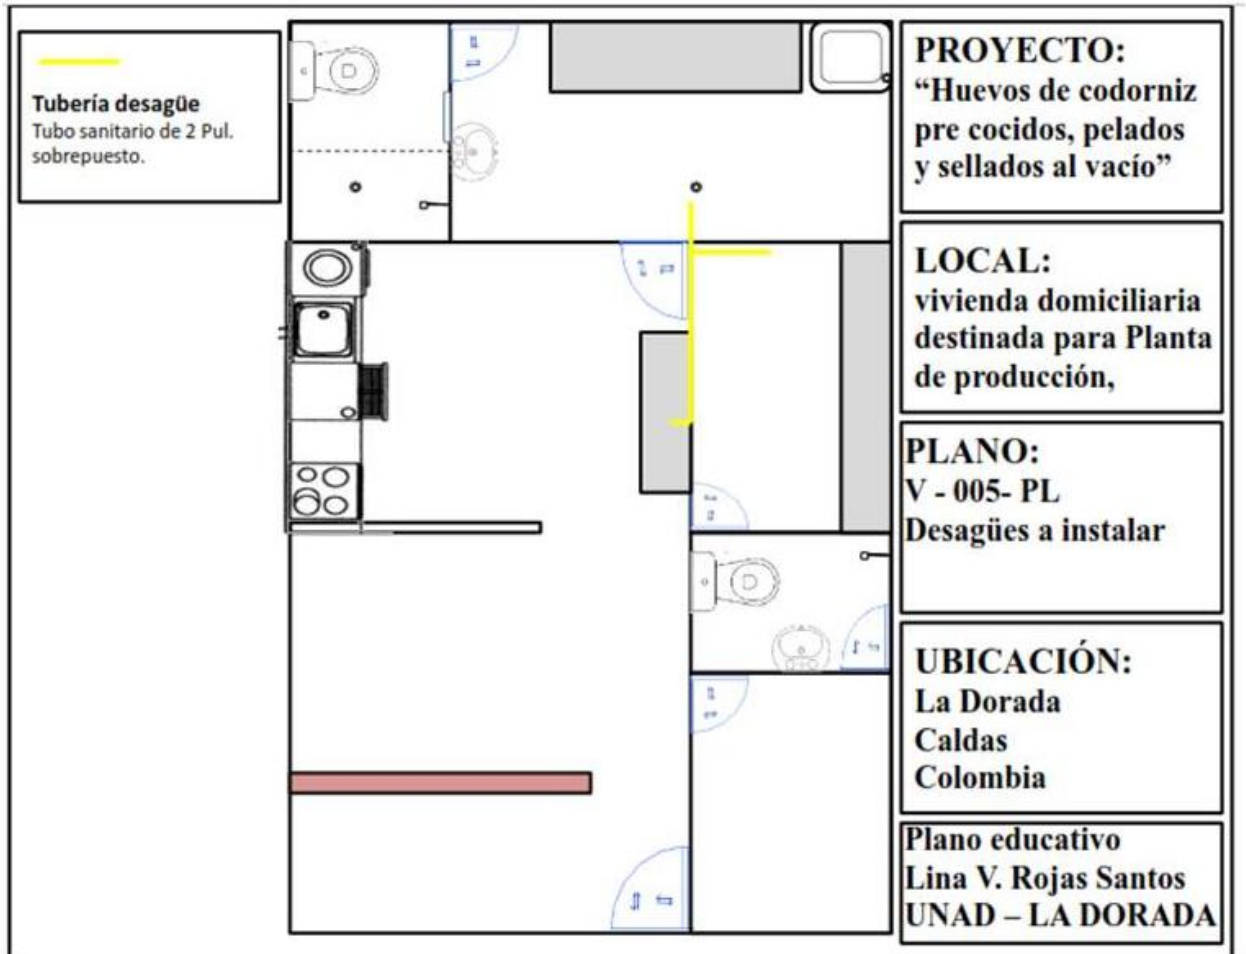 Tubería desagüe
Tubo sanitario de 2 Pul.
sobrepuesto.
PROYECTO:
“Huevos de codorniz
pre cocidos, pelados
y sellados al vacío”
LOCAL:
vivienda domiciliaria
destinada para Planta
de producción,
PLANO:
V - 005- PL
Desagües a instalar
UBICACIÓN:
La Dorada
Caldas
Colombia
Plano educativo
Lina V. Rojas Santos
UNAD – LA DORADA